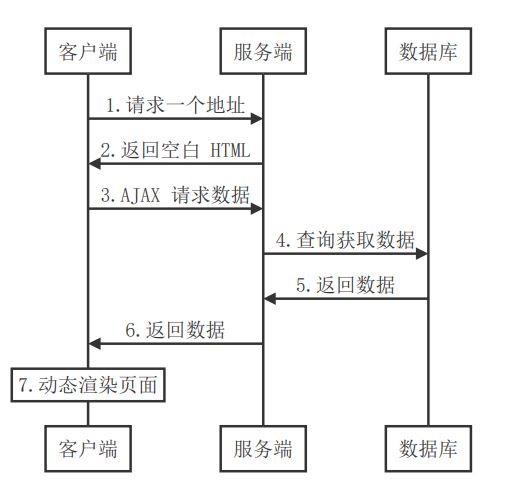 客户端 服务端 数据库
1.请求一个地址
2.返回空白 HTML
3.AJAX 请求数据
4.查询获取数据
5.返回数据
6.返回数据
7.动态渲染页面
客户端 服务端 数据库